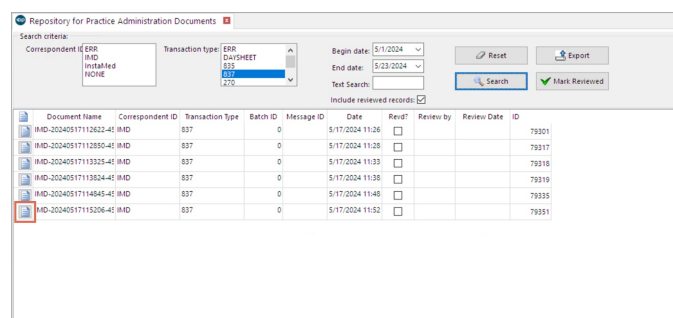 Repository for Practice Administration Documents
Search criteria:
Correspondent ID
ERR
IMD
InstaMed
NONE
Transaction type:
ERR
DAYSHEET
835
837
270
Begin date: 5/1/2024
End date: 5/23/2024
Text Search:
Include reviewed records:
Reset
Export
Search
Mark Reviewed
Document Name Correspondent ID Transaction Type Batch ID Message ID Date Revd? Review by Review Date ID
IMD-20240517112622-45 IMD 837 0 5/17/2024 11:26 79301
IMD-20240517112850-45 IMD 837 0 5/17/2024 11:28 79317
IMD-20240517113325-45 IMD 837 0 5/17/2024 11:33 79318
IMD-20240517113824-45 IMD 837 0 5/17/2024 11:38 79319
IMD-20240517114845-45 IMD 837 0 5/17/2024 11:48 79335
IMD-20240517115206-45 IMD 837 0 5/17/2024 11:52 79351